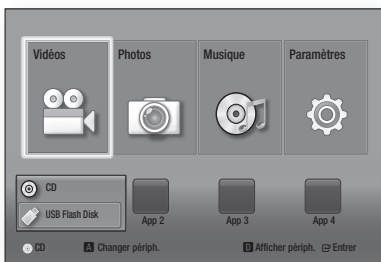 Vidéos Photos Musique Paramètres
CD
USB Flash Disk
App 2 App 3 App 4
CD A Changer périph. D Afficher périph. Entrer